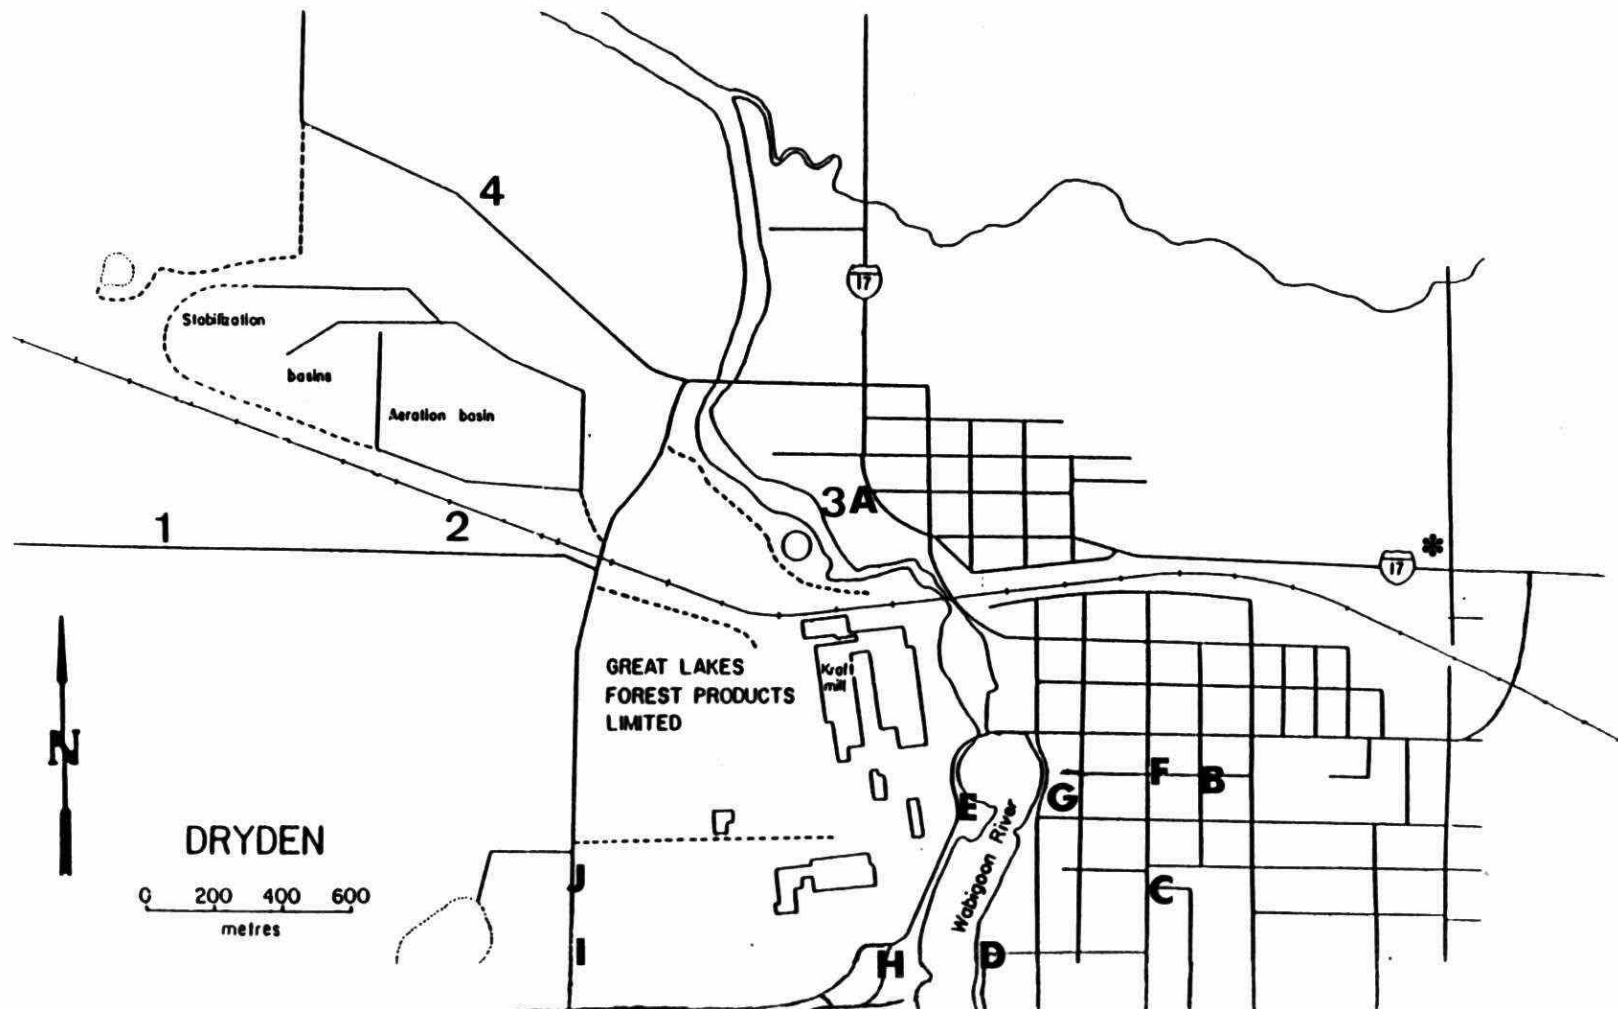 4
17
Stabilization
basins
Aeration basin
3A
1
2
17
*
GREAT LAKES
FOREST PRODUCTS
LIMITED
Kraft
mill
N
F
B
G
E
Wabigoon River
DRYDEN
J
C
0 200 400 600
metres
I
H
D